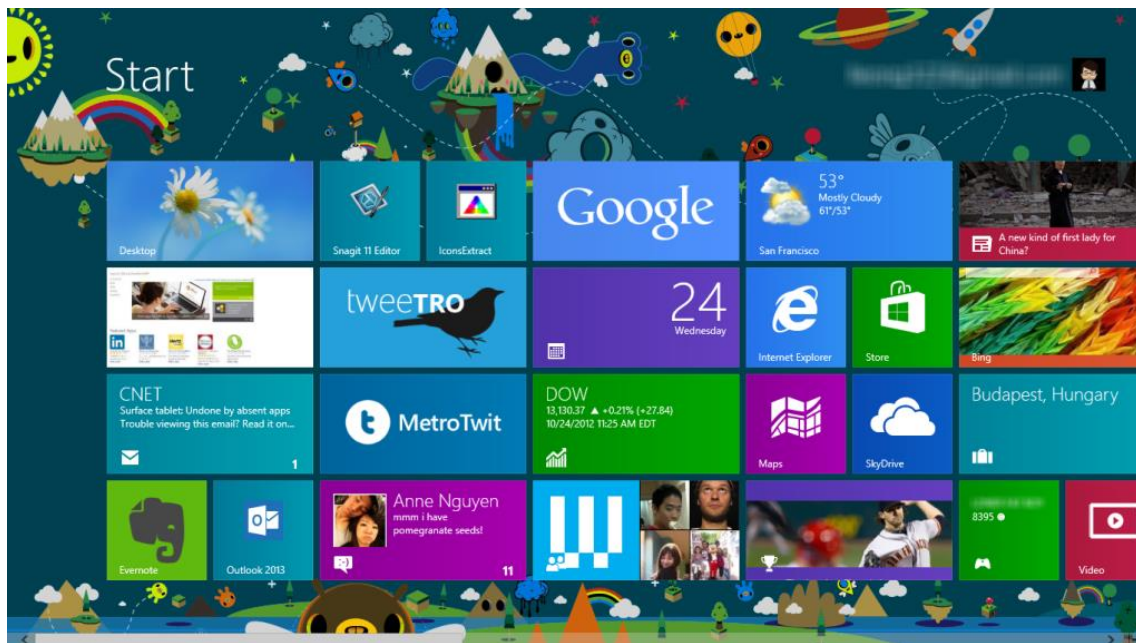 Start
Desktop
Snagit 11 Editor
IconsExtract
Google
53°
Mostly Cloudy
61°/53°
San Francisco
A new kind of first lady for
China?
tweeTRO
24
Wednesday
Internet Explorer
Store
Bing
CNET
Surface tablet: Undone by absent apps
Trouble viewing this email? Read it on...
1
MetroTwit
DOW
13,130.37 ▲ +0.21% (+27.84)
10/24/2012 11:25 AM EDT
Maps
SkyDrive
Budapest, Hungary
Evernote
Outlook 2013
Anne Nguyen
mmm i have
pomegranate seeds!
11
8395
Video